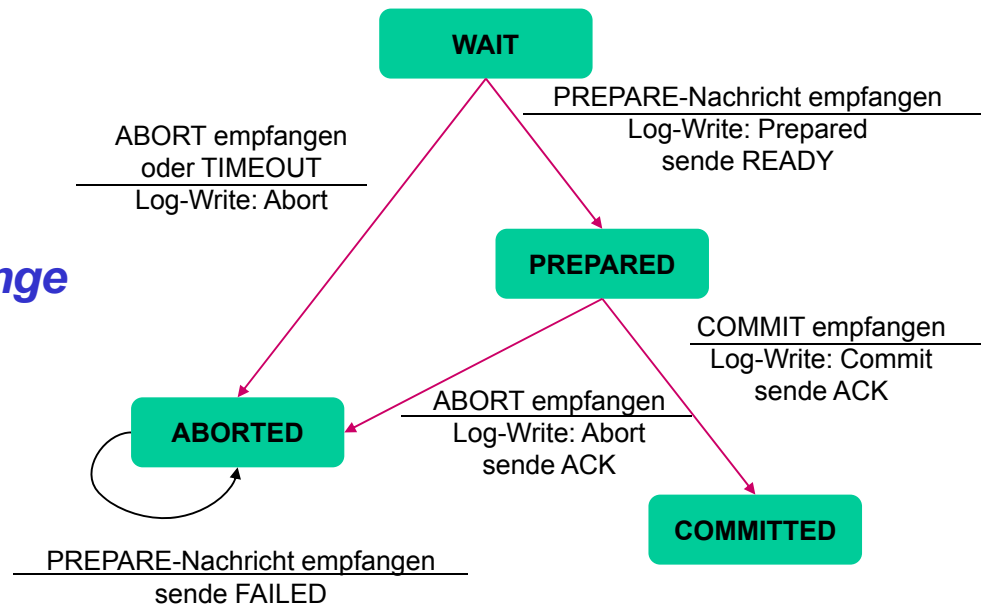 WAIT
PREPARE-Nachricht empfangen
Log-Write: Prepared
sende READY
ABORT empfangen
oder TIMEOUT
Log-Write: Abort
PREPARED
nge
COMMIT empfangen
Log-Write: Commit
sende ACK
ABORT empfangen
Log-Write: Abort
sende ACK
ABORTED
COMMITTED
PREPARE-Nachricht empfangen
sende FAILED